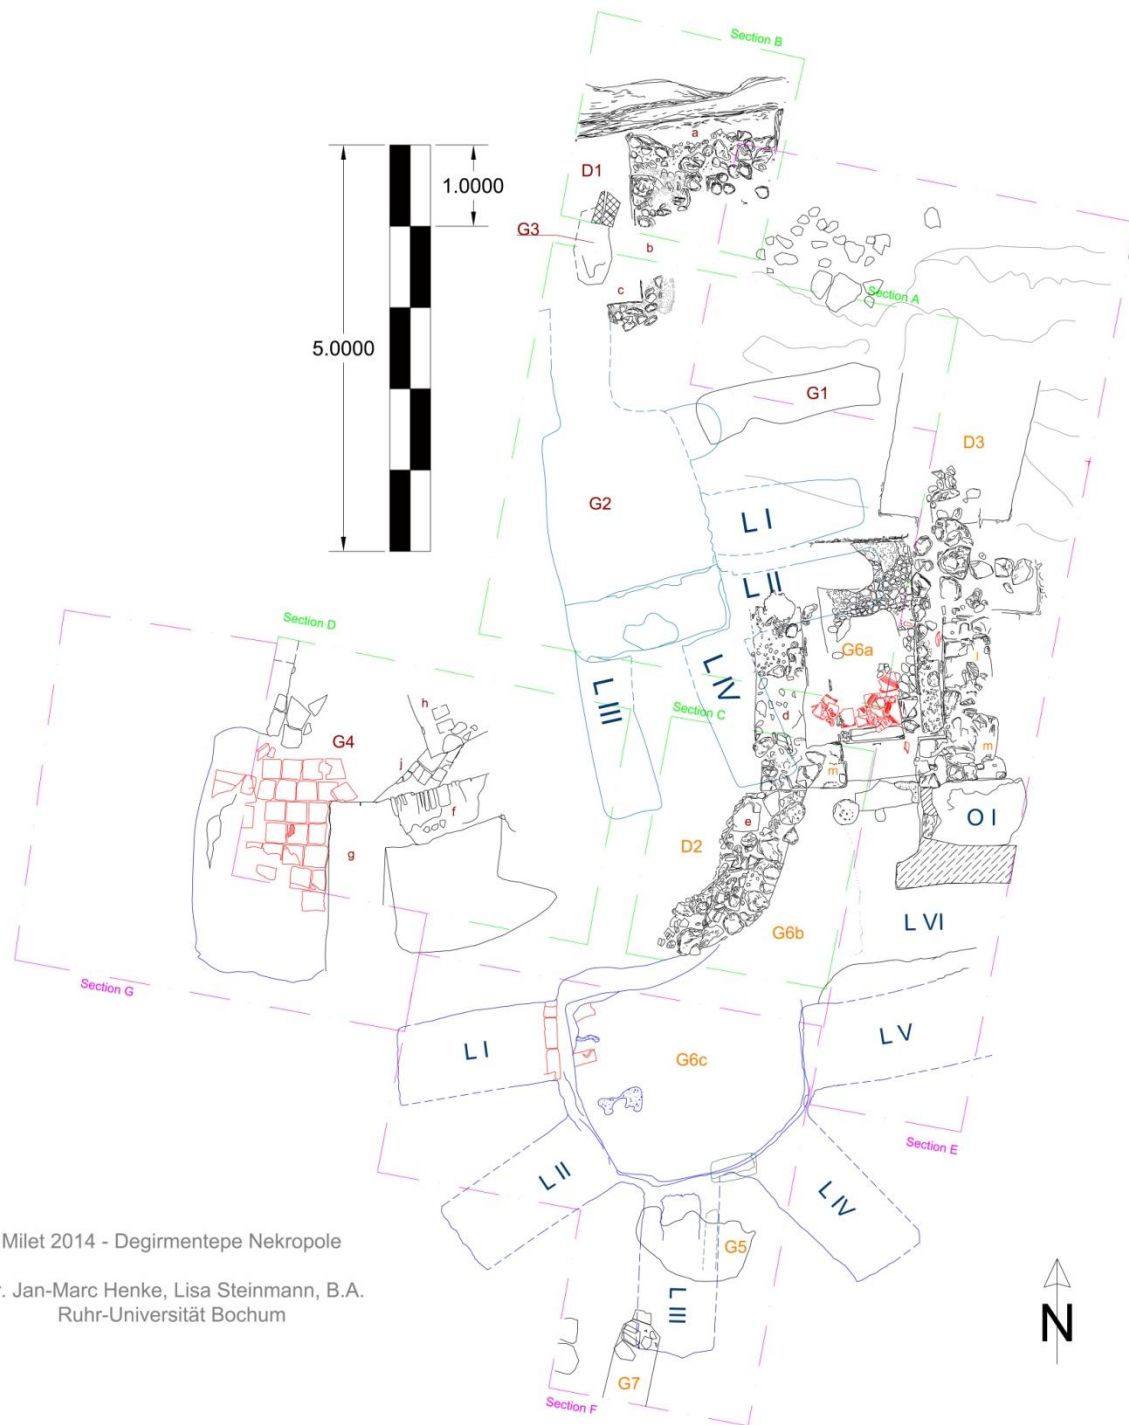 Section B
a
D1
1.0000
G3
b
c
Section A
5.0000
G1
D3
G2
L I
L II
Section D
G6a
l
L III
L IV
h
Section C
d
G4
m
m
j
f
e
O I
g
D2
G6b
L VI
Section G
L I
G6c
L V
Section E
L II
L IV
G5
Milet 2014 - Degirmentepe Nekropole
Jan-Marc Henke, Lisa Steinmann, B.A.
Ruhr-Universität Bochum
L III
N
G7
Section F